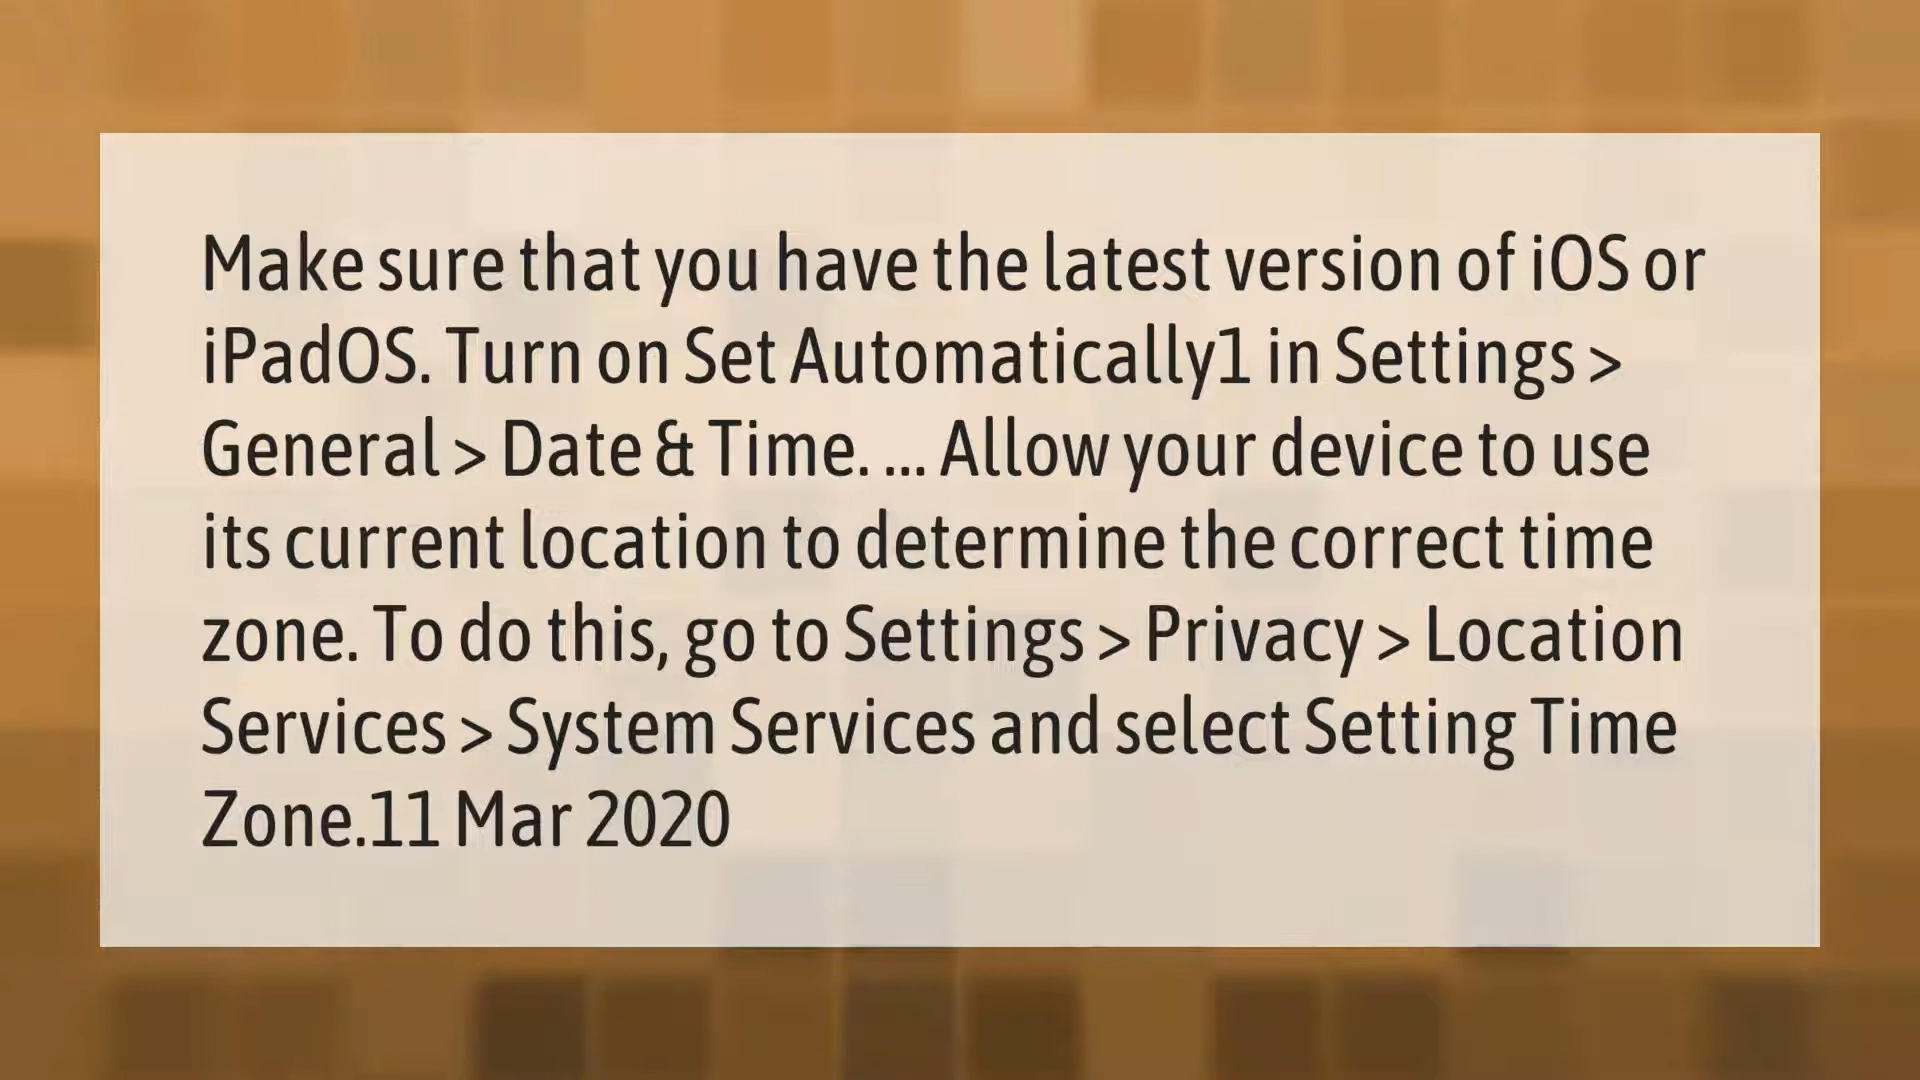 Make sure that you have the latest version of iOS or
iPadOS. Turn on Set Automatically1 in Settings >
General > Date & Time. ... Allow your device to use
its current location to determine the correct time
zone. To do this, go to Settings > Privacy > Location
Services > System Services and select Setting Time
Zone.11 Mar 2020